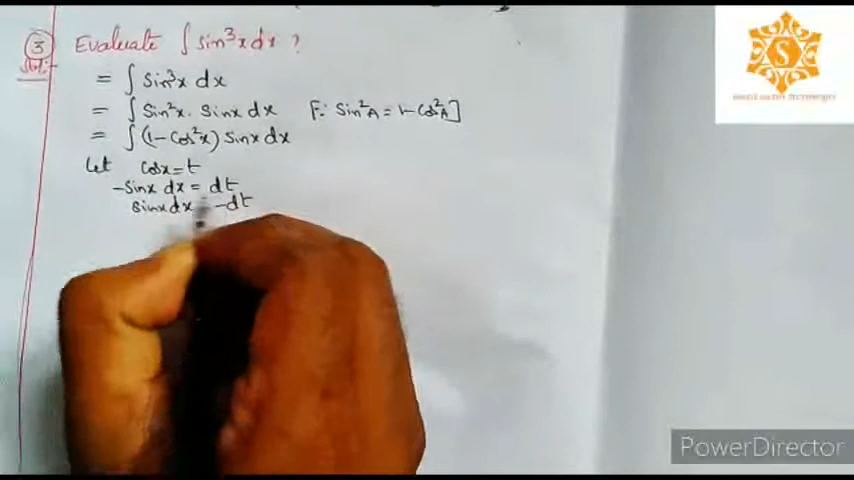 3 Evaluate ∫ sin³x dx ?
Sol:-
= ∫ Sin³x dx
= ∫ Sin²x. Sinx dx [∵ Sin²A = 1- Cos²A]
= ∫ (1- Cos²x) Sinx dx
Let Cosx = t
-Sinx dx = dt
Sinx dx = -dt
S
PowerDirector